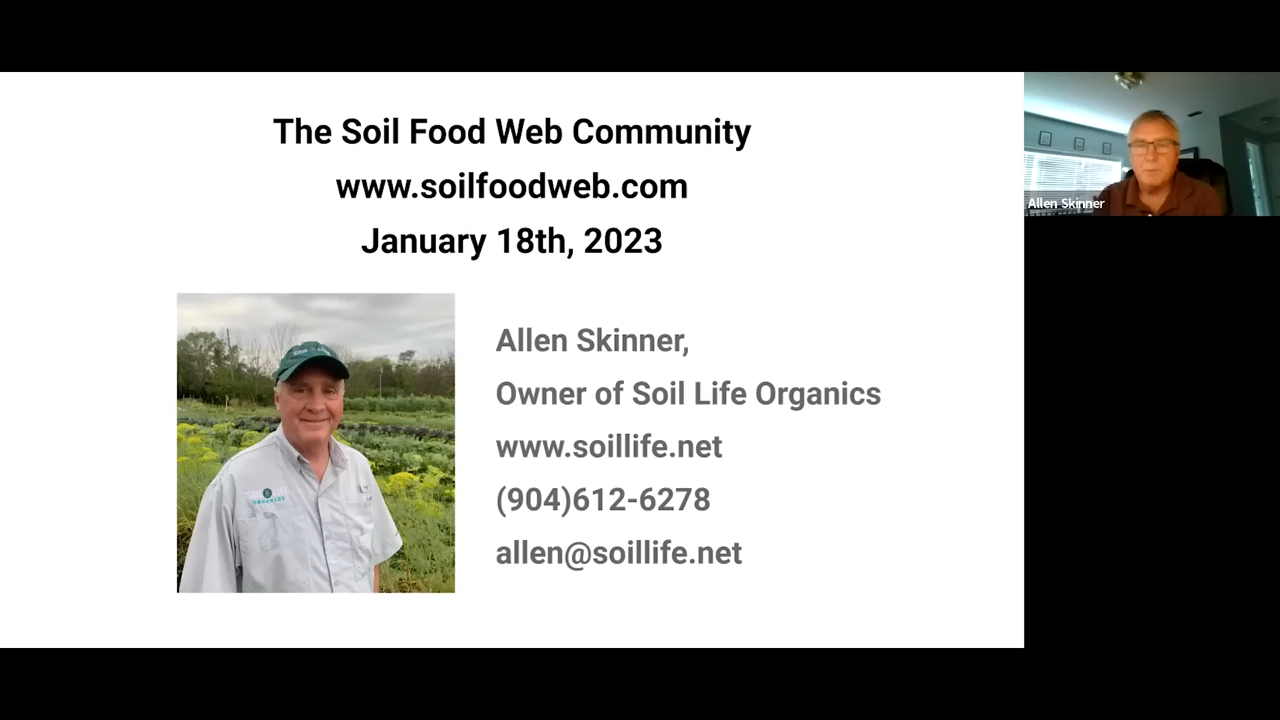 The Soil Food Web Community
www.soilfoodweb.com
January 18th, 2023
Allen Skinner,
Owner of Soil Life Organics
www.soillife.net
(904)612-6278
allen@soillife.net
Allen Skinner
ORGANICS